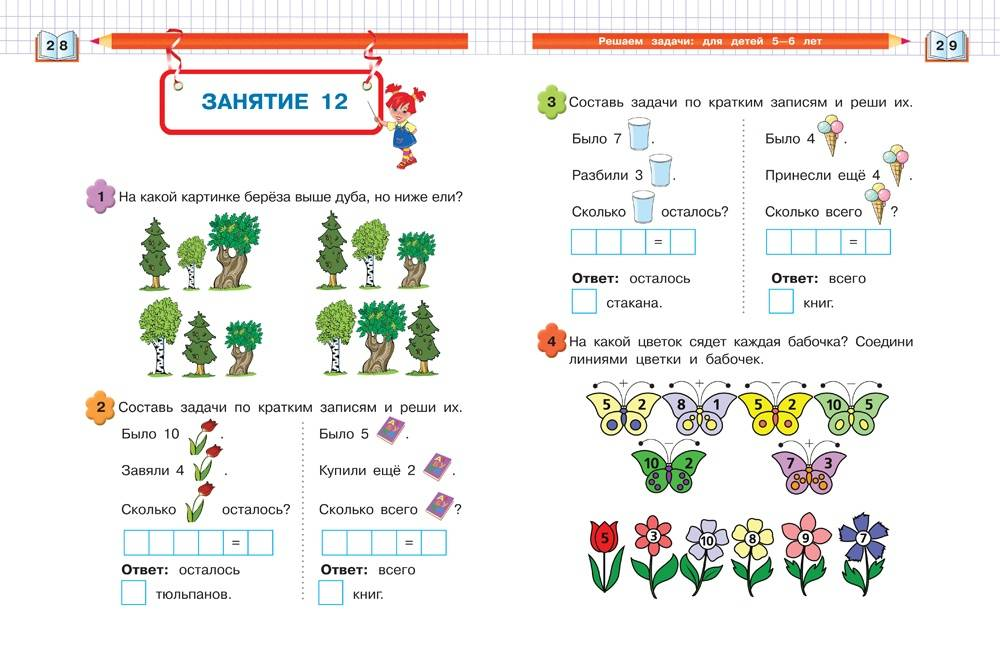 2 8
ЗАНЯТИЕ 12
1 На какой картинке берёза выше дуба, но ниже ели?
2 Составь задачи по кратким записям и реши их.
Было 10 .
Завяли 4 .
Сколько осталось?
=
Ответ: осталось
тюльпанов.
Было 5 .
Купили ещё 2 .
Сколько всего ?
=
Ответ: всего
книг.
Решаем задачи: для детей 5—6 лет
2 9
3 Составь задачи по кратким записям и реши их.
Было 7 .
Разбили 3 .
Сколько осталось?
=
Ответ: осталось
стакана.
Было 4 .
Принесли ещё 4 .
Сколько всего ?
=
Ответ: всего
книг.
4 На какой цветок сядет каждая бабочка? Соедини
линиями цветки и бабочек.
+ + − −
5 2 8 1 5 2 10 5
− +
10 2 7 3
5 3 10 8 9 7